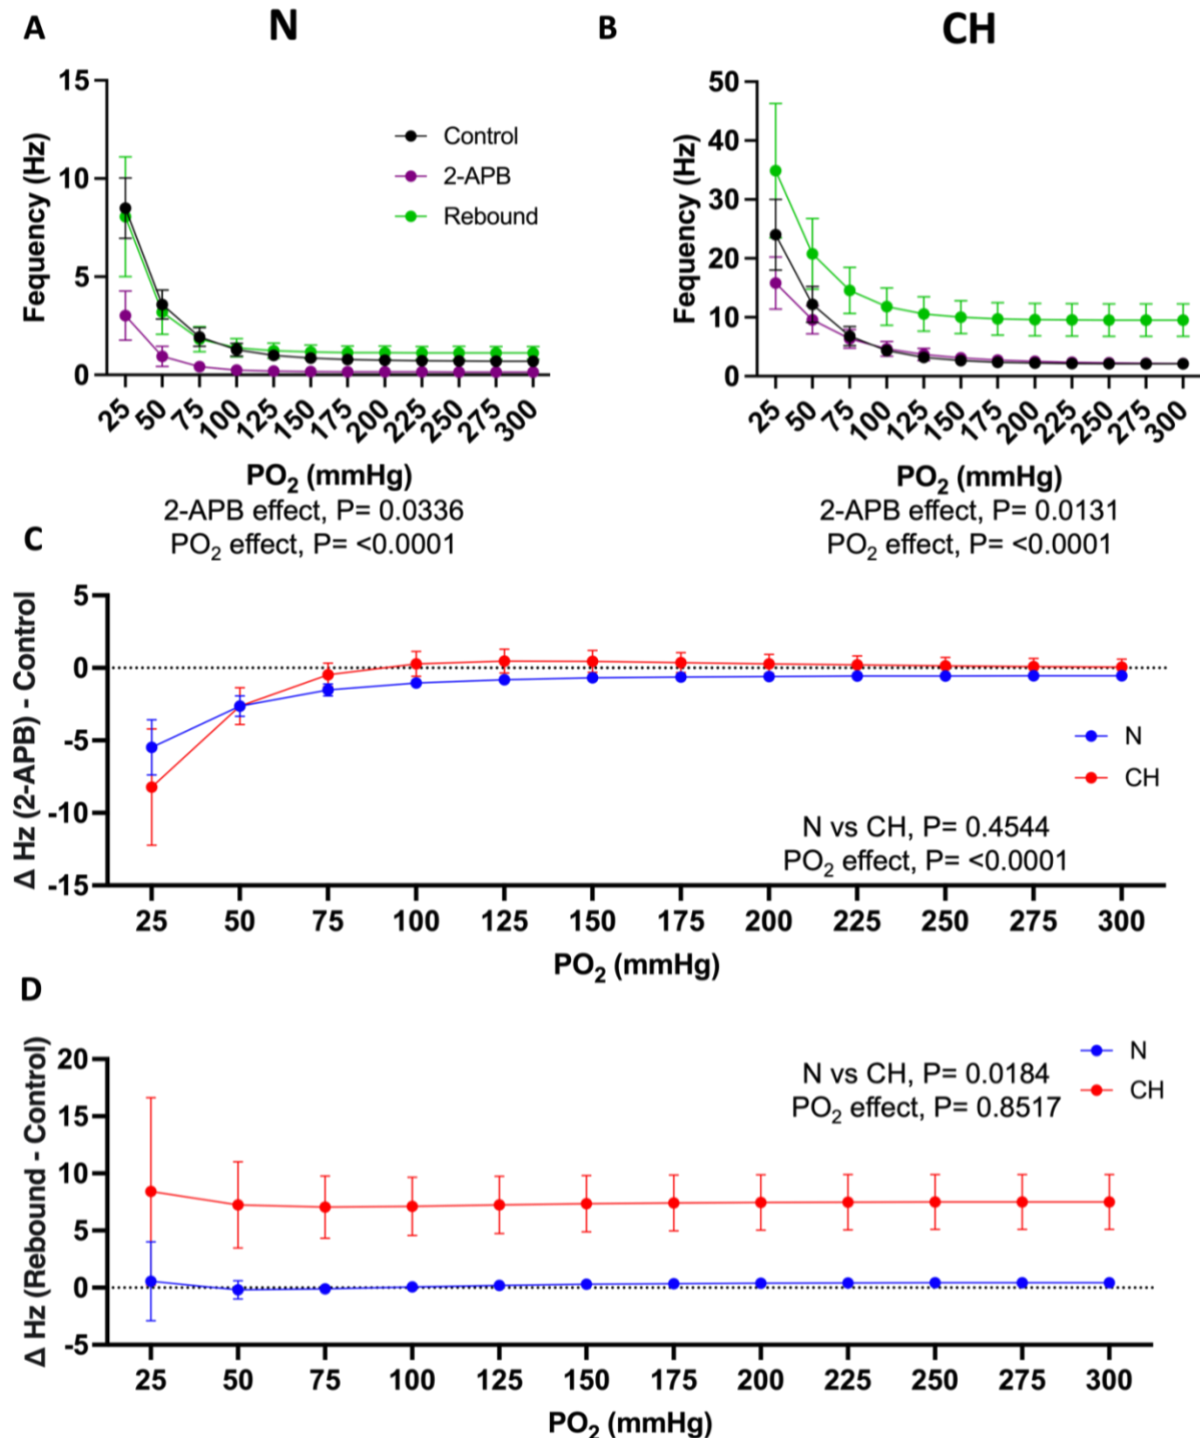 A
N
B
CH
15
10
5
0
Fequency (Hz)
Control
2-APB
Rebound
25 50 75 100 125 150 175 200 225 250 275 300
PO2 (mmHg)
2-APB effect, P= 0.0336
PO2 effect, P= <0.0001
50
40
30
20
10
0
Fequency (Hz)
25 50 75 100 125 150 175 200 225 250 275 300
PO2 (mmHg)
2-APB effect, P= 0.0131
PO2 effect, P= <0.0001
C
5
0
-5
-10
-15
Δ Hz (2-APB) - Control
N
CH
N vs CH, P= 0.4544
PO2 effect, P= <0.0001
25 50 75 100 125 150 175 200 225 250 275 300
PO2 (mmHg)
D
20
15
10
5
0
-5
Δ Hz (Rebound - Control)
N vs CH, P= 0.0184
PO2 effect, P= 0.8517
N
CH
25 50 75 100 125 150 175 200 225 250 275 300
PO2 (mmHg)